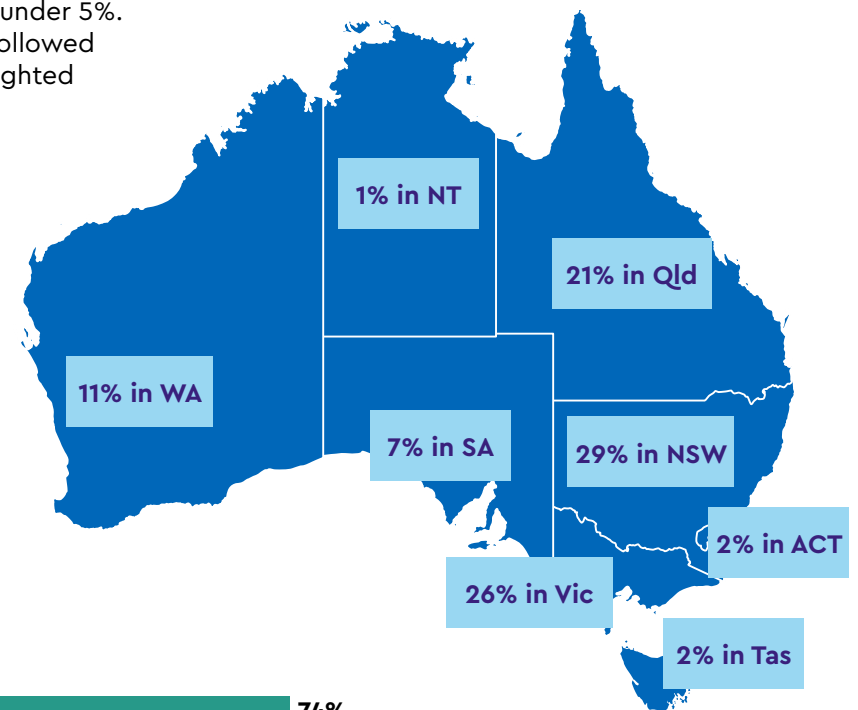 under 5%.
ollowed
ghted
1% in NT
21% in Qld
11% in WA
7% in SA
29% in NSW
2% in ACT
26% in Vic
2% in Tas
74%